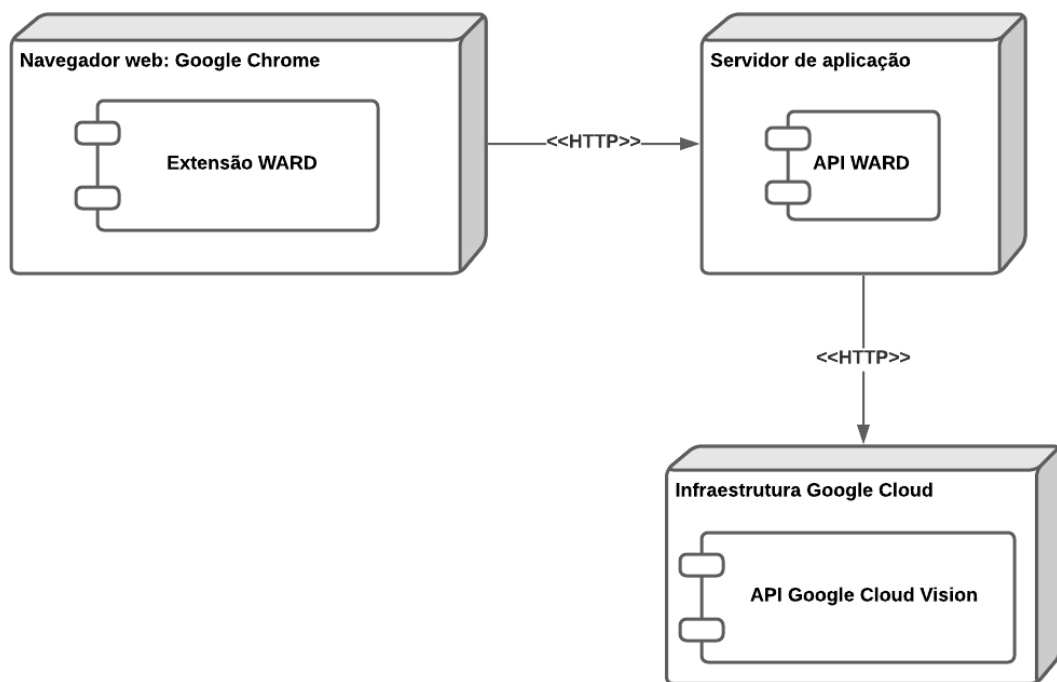 Navegador web: Google Chrome
Extensão WARD
<<HTTP>>
Servidor de aplicação
API WARD
<<HTTP>>
Infraestrutura Google Cloud
API Google Cloud Vision